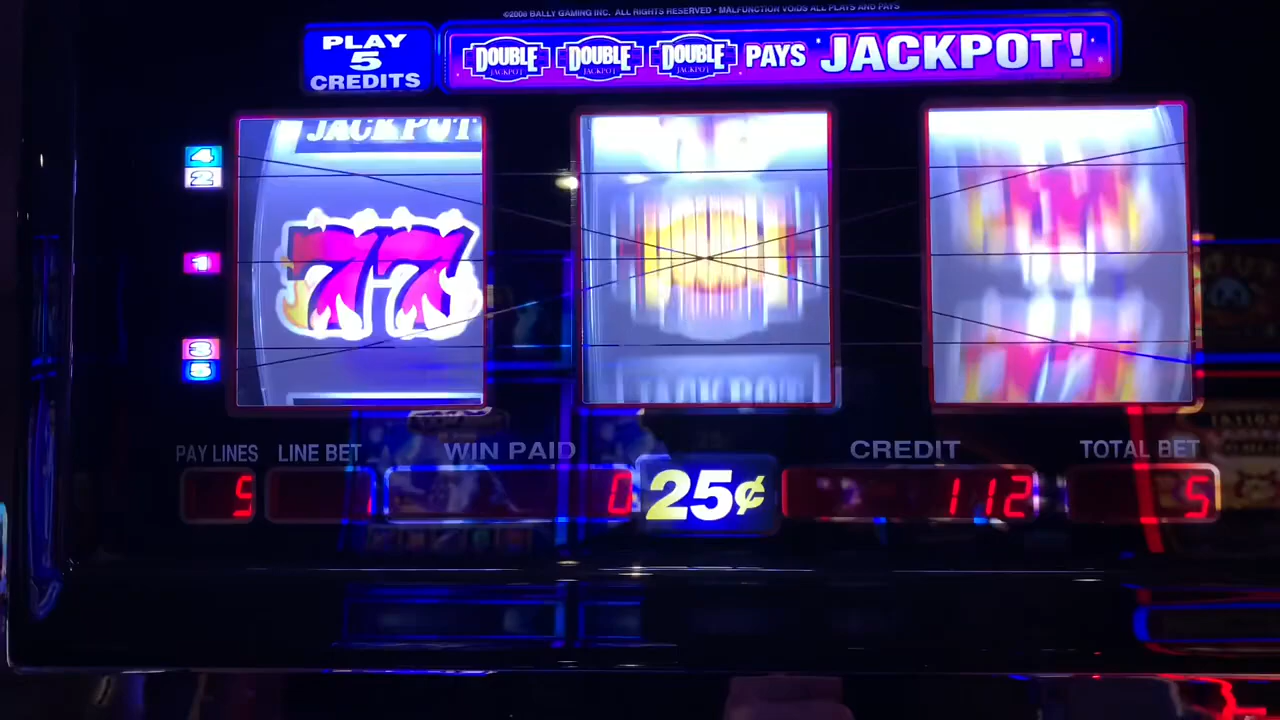 ©2008 BALLY GAMING INC. ALL RIGHTS RESERVED • MALFUNCTION VOIDS ALL PLAYS AND PAYS
PLAY
5
CREDITS
DOUBLE JACKPOT DOUBLE JACKPOT DOUBLE JACKPOT PAYS JACKPOT!
JACKPOT
4
2
1
77
3
5
PAY LINES LINE BET WIN PAID CREDIT TOTAL BET
5 1 0 25¢ 112 5